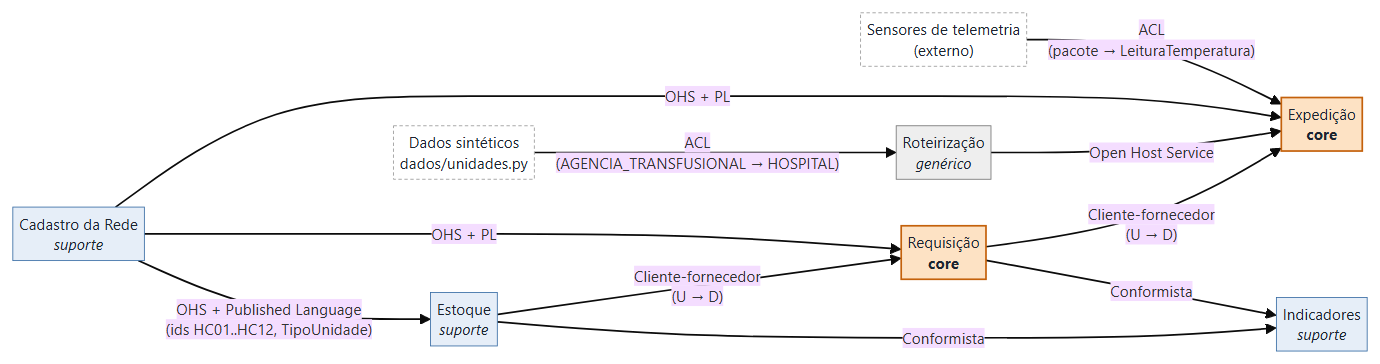 Sensores de telemetria
(externo)
ACL
(pacote → LeituraTemperatura)
OHS + PL
Expedição
core
Dados sintéticos
dados/unidades.py
ACL
(AGENCIA_TRANSFUSIONAL → HOSPITAL)
Roteirização
genérico
Open Host Service
Cadastro da Rede
suporte
OHS + PL
Requisição
core
Cliente-fornecedor
(U → D)
Cliente-fornecedor
(U → D)
OHS + Published Language
(ids HC01..HC12, TipoUnidade)
Estoque
suporte
Conformista
Conformista
Indicadores
suporte